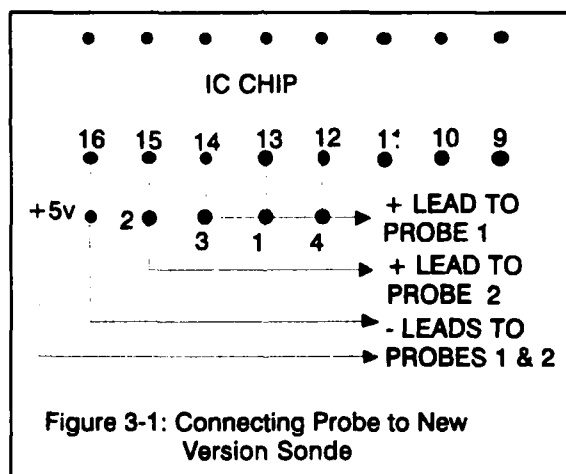 IC CHIP
16 15 14 13 12 11 10 9
+5v 2 3 1 4
+ LEAD TO
PROBE 1
+ LEAD TO
PROBE 2
- LEADS TO
PROBES 1 & 2
Figure 3-1: Connecting Probe to New
Version Sonde